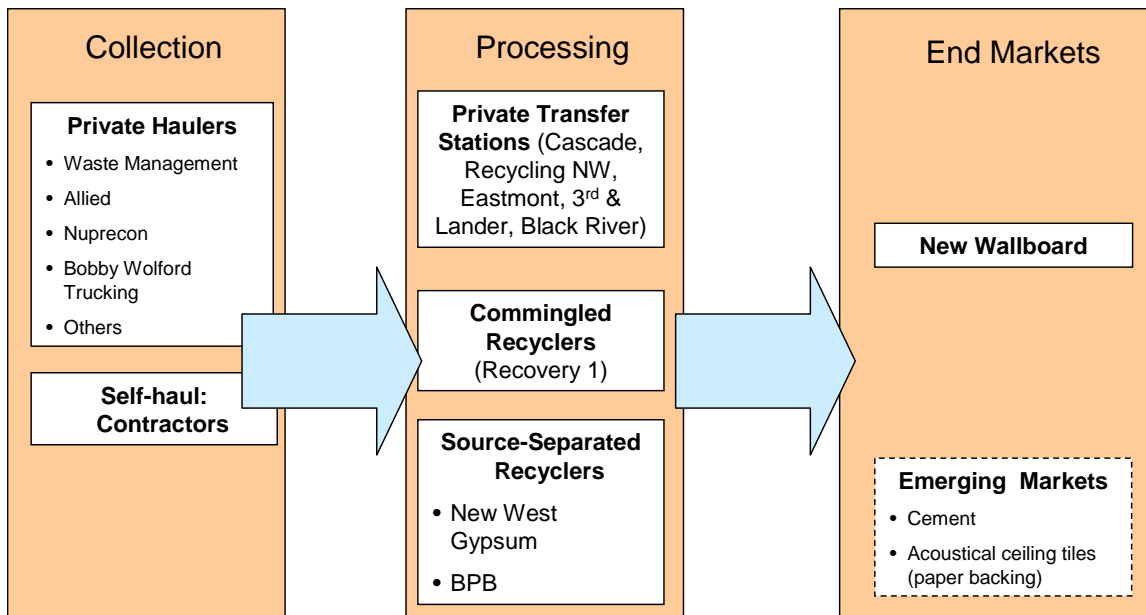 Collection
Private Haulers
• Waste Management
• Allied
• Nuprecon
• Bobby Wolford
Trucking
• Others
Self-haul:
Contractors
Processing
Private Transfer
Stations (Cascade,
Recycling NW,
Eastmont, 3rd &
Lander, Black River)
Commingled
Recyclers
(Recovery 1)
Source-Separated
Recyclers
• New West
Gypsum
• BPB
End Markets
New Wallboard
Emerging Markets
• Cement
• Acoustical ceiling tiles
(paper backing)